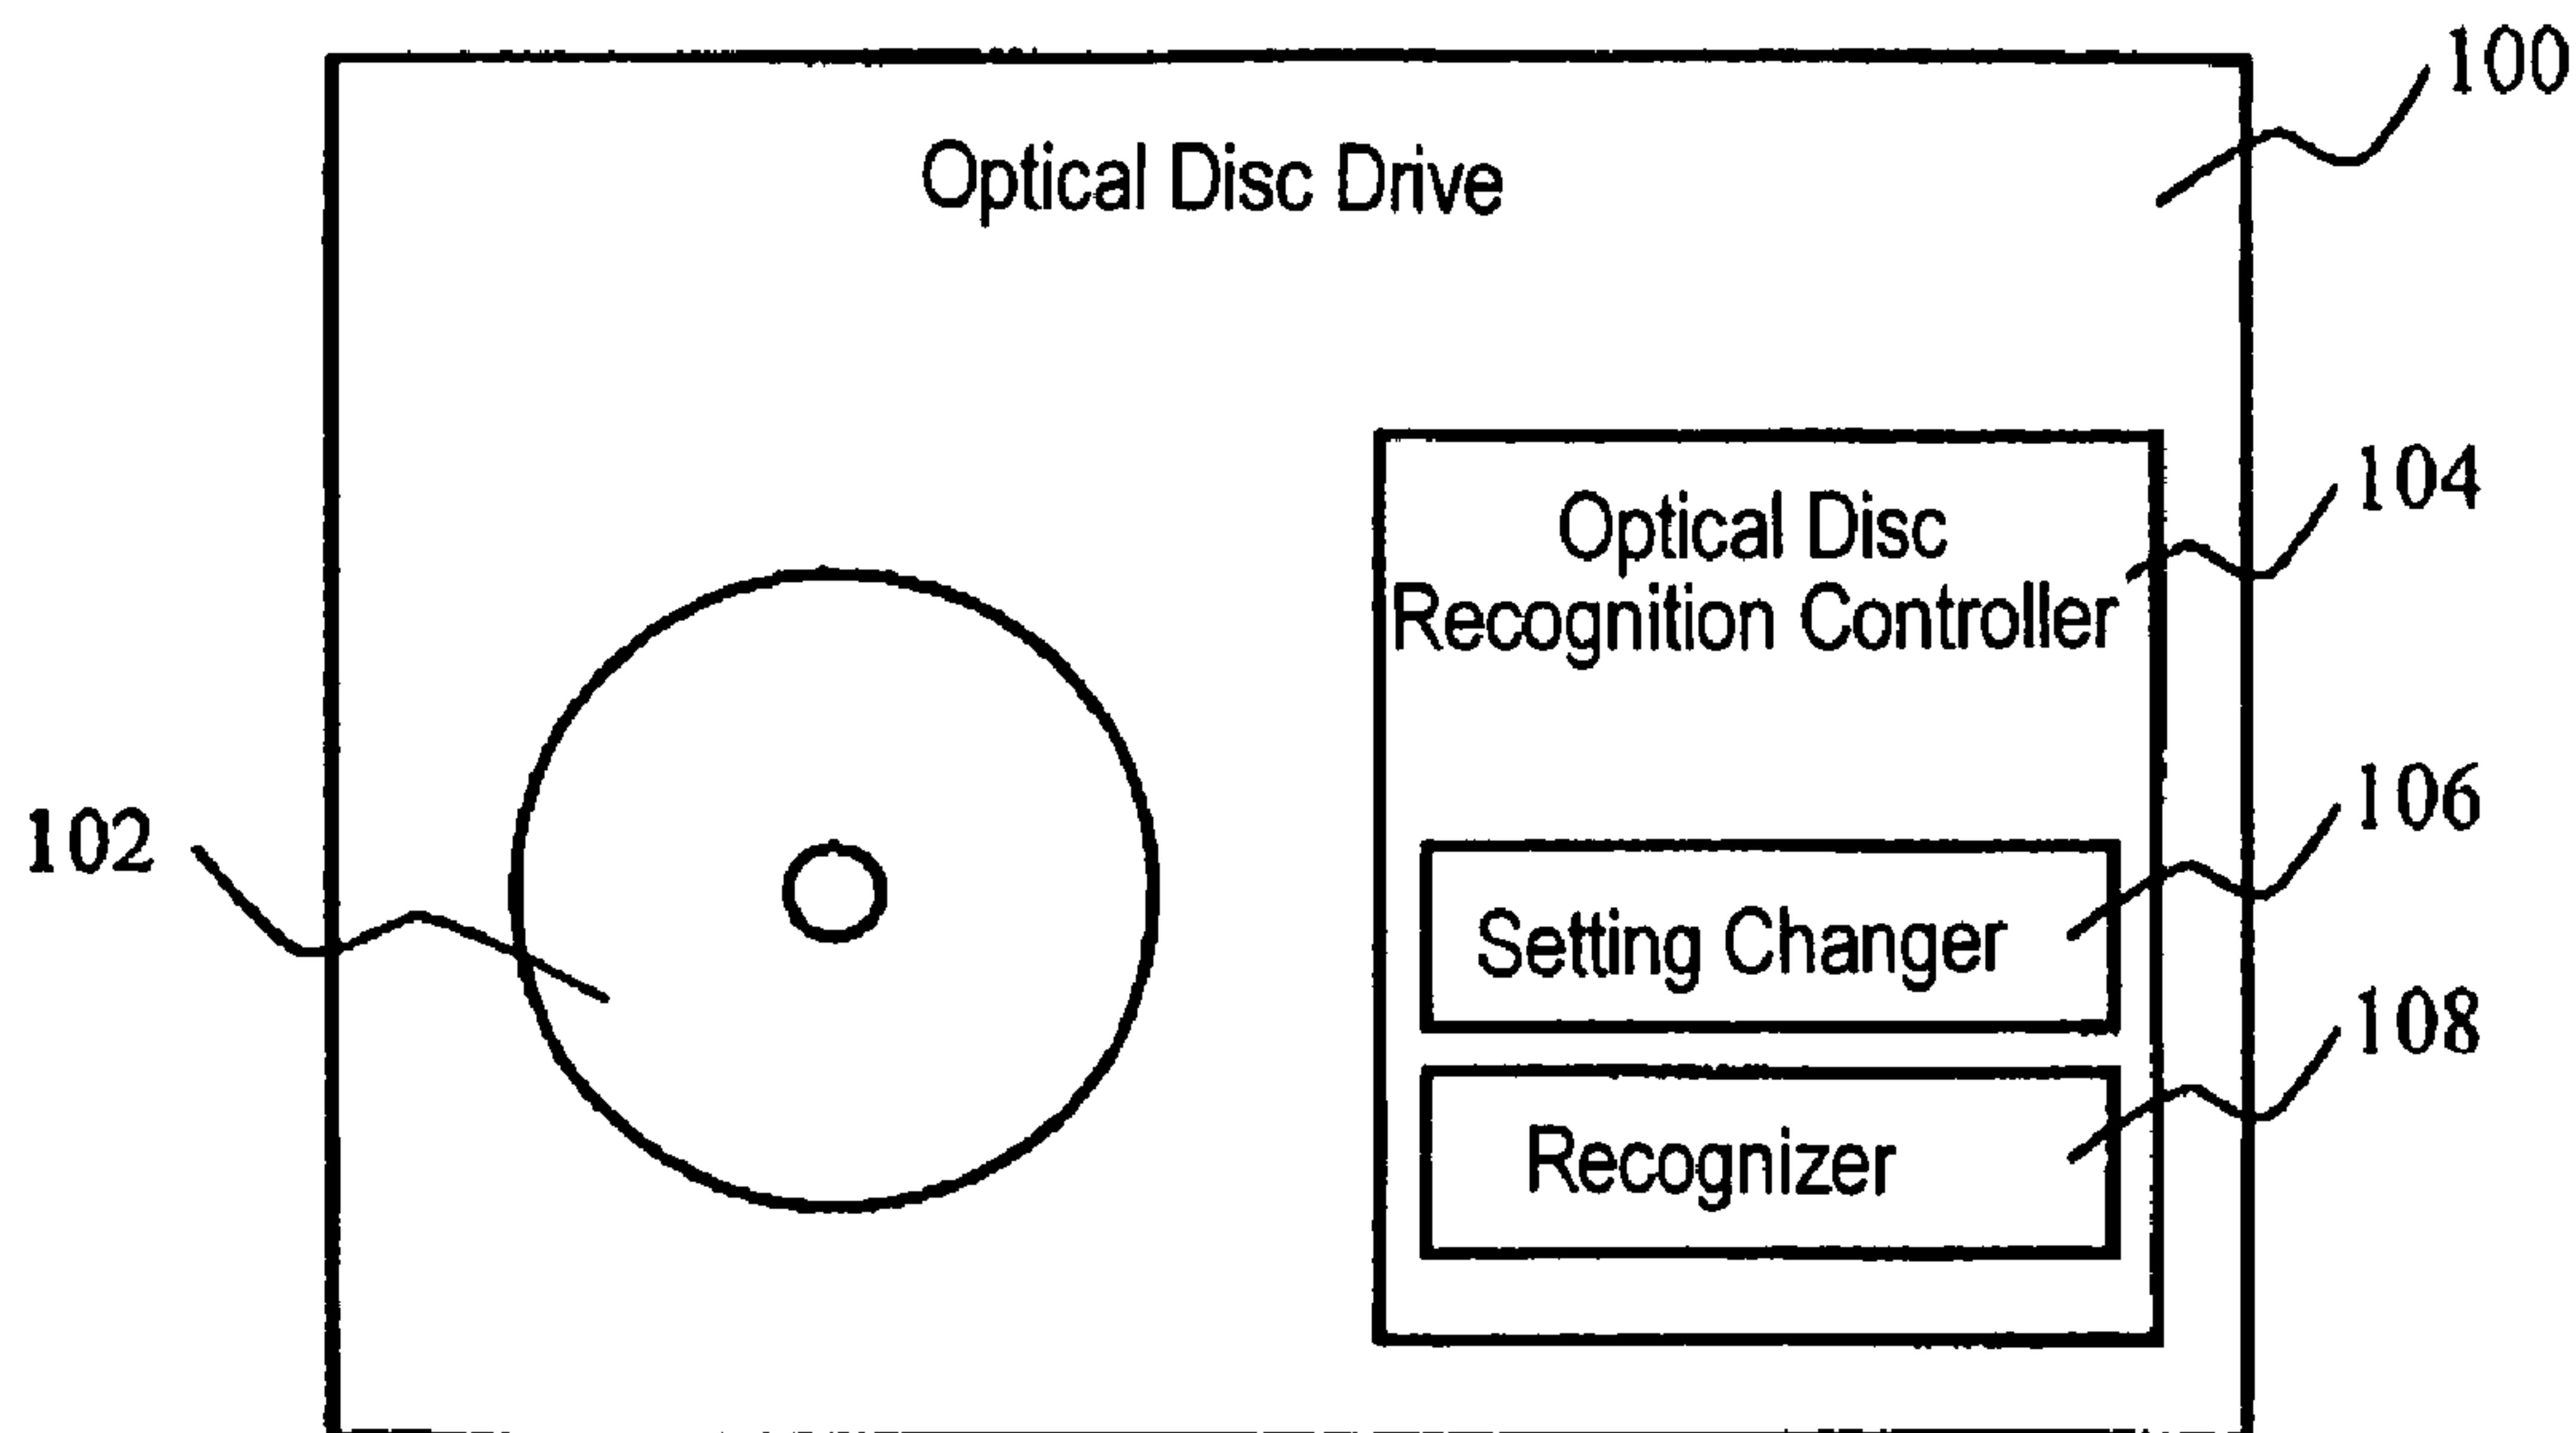 100
Optical Disc Drive
104
Optical Disc
Recognition Controller
106
102
Setting Changer
108
Recognizer